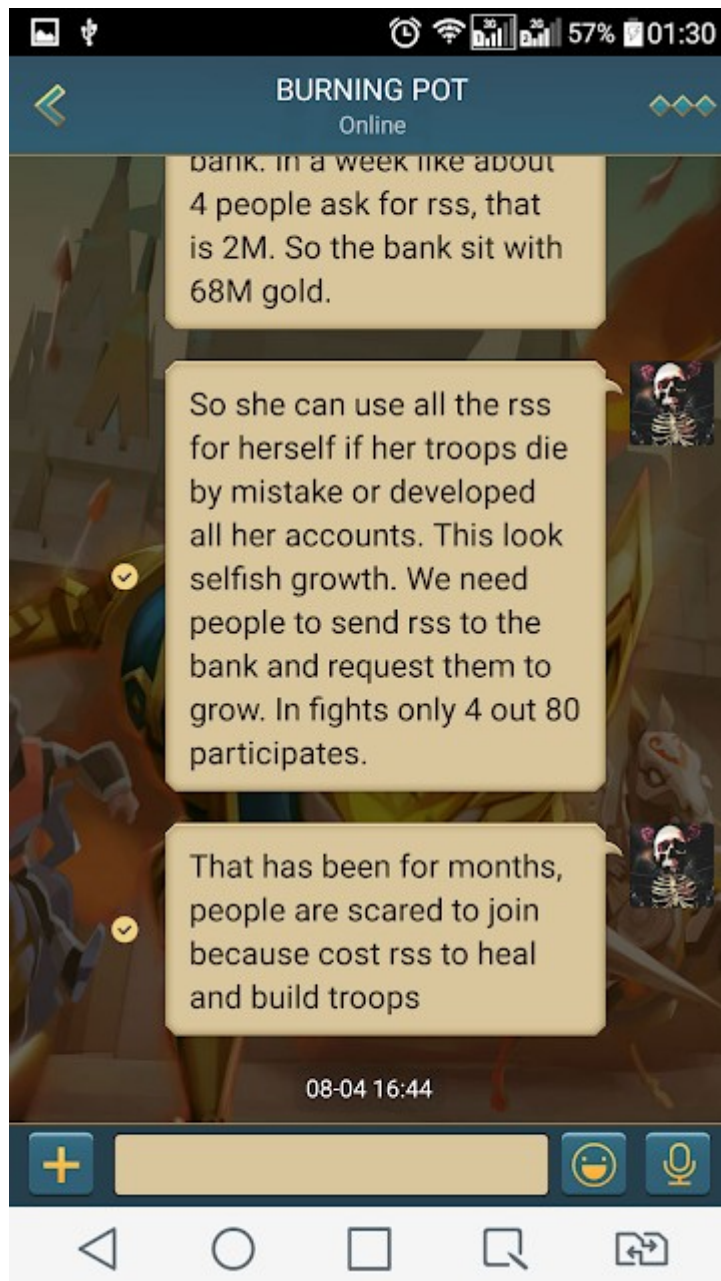 3G 3G 57% 01:30
BURNING POT
Online
bank. In a week like about
4 people ask for rss, that
is 2M. So the bank sit with
68M gold.
So she can use all the rss
for herself if her troops die
by mistake or developed
all her accounts. This look
selfish growth. We need
people to send rss to the
bank and request them to
grow. In fights only 4 out 80
participates.
That has been for months,
people are scared to join
because cost rss to heal
and build troops
08-04 16:44